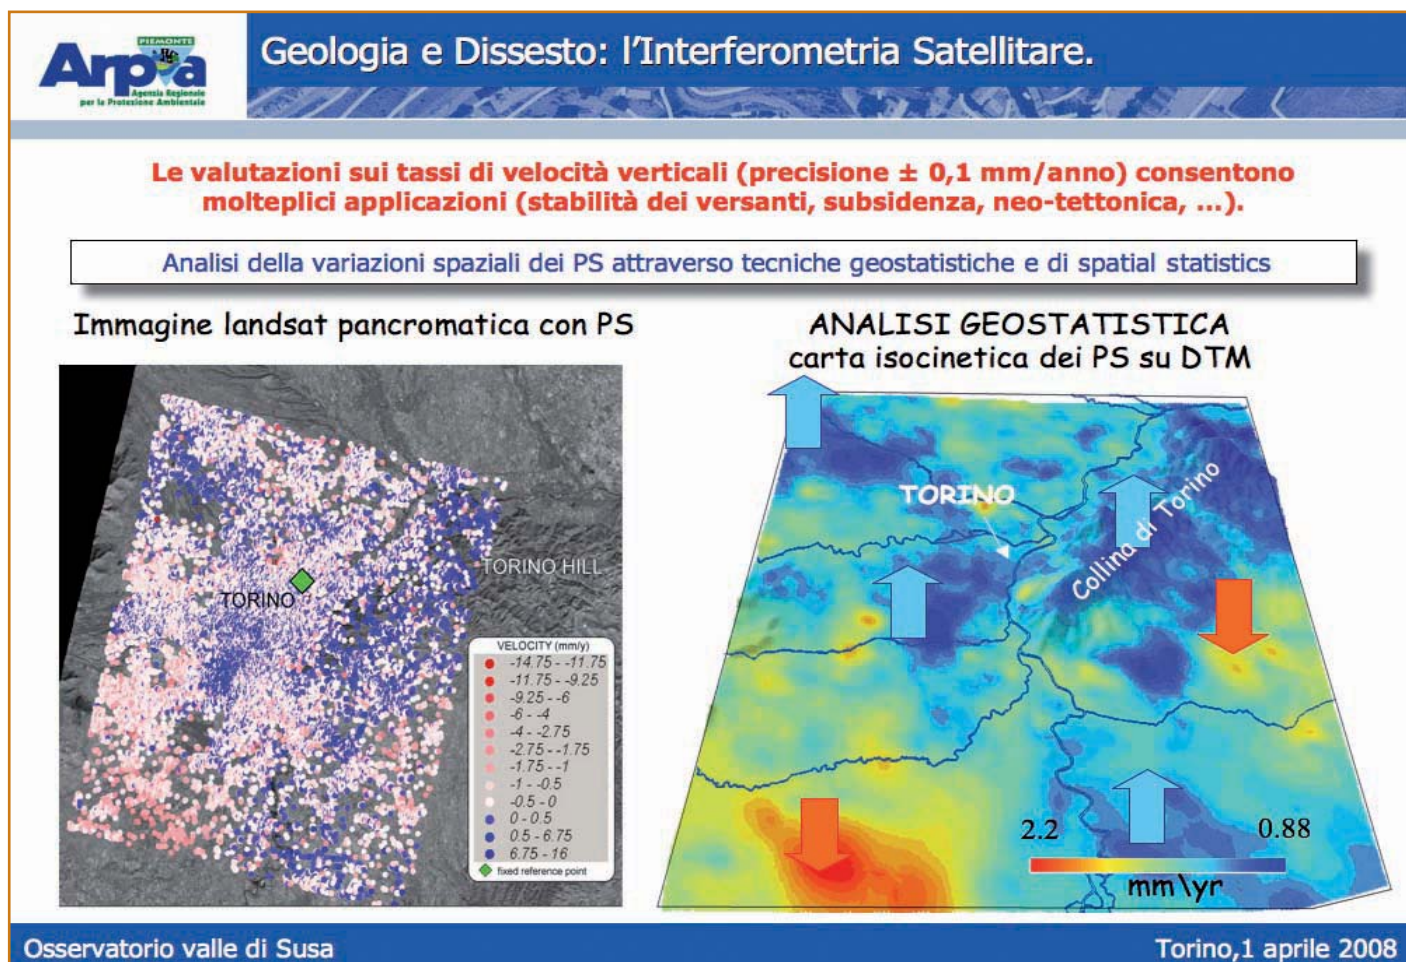 PIEMONTE
Arpa
Agenzia Regionale
per la Protezione Ambientale
Geologia e Dissesto: l'Interferometria Satellitare.
Le valutazioni sui tassi di velocità verticali (precisione ± 0,1 mm/anno) consentono
molteplici applicazioni (stabilità dei versanti, subsidenza, neo-tettonica, ...).
Analisi della variazioni spaziali dei PS attraverso tecniche geostatistiche e di spatial statistics
Immagine landsat pancromatica con PS
TORINO HILL
TORINO
VELOCITY (mm/y)
-14.75 - -11.75
-11.75 - -9.25
-9.25 - -6
-6 - -4
-4 - -2.75
-2.75 - -1.75
-1.75 - -1
-1 - -0.5
-0.5 - 0
0 - 0.5
0.5 - 6.75
6.75 - 16
fixed reference point
ANALISI GEOSTATISTICA
carta isocinetica dei PS su DTM
TORINO
Collina di Torino
2.2 0.88
mm\yr
Osservatorio valle di Susa
Torino,1 aprile 2008